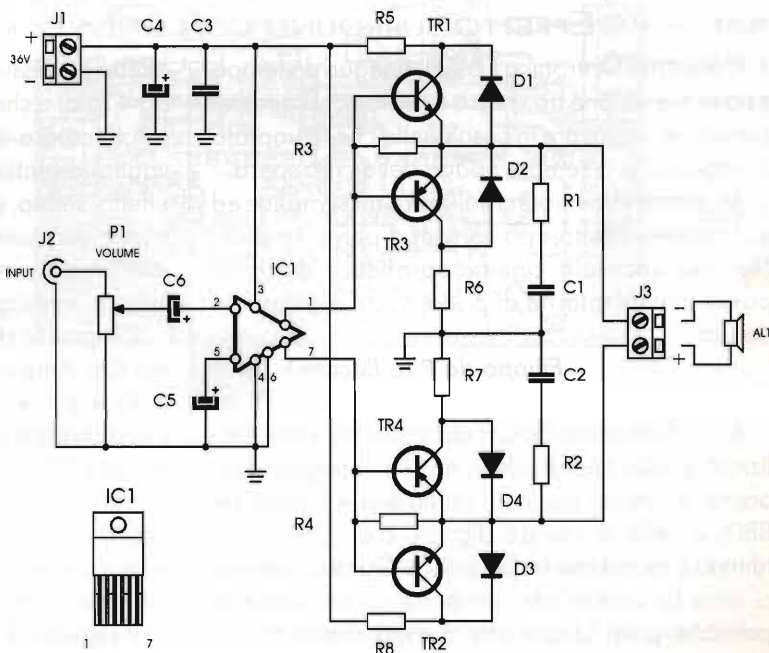 J1
C4
C3
R5
TR1
+
36V
−
+
D1
R3
D2
R1
TR3
J2
P1
VOLUME
C6
IC1
INPUT
+
2
3
1
R6
C1
J3
−
ALT
+
5
7
4
6
R7
C2
C5
+
TR4
R2
R4
D4
IC1
D3
1
7
R8
TR2